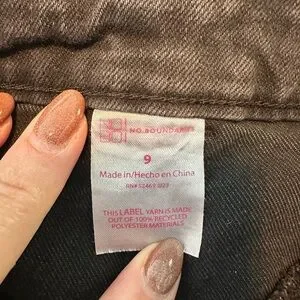 NO BOUNDARIES
9
Made in/Hecho en China
THIS LABEL YARN IS MADE
OUT OF 100% RECYCLED
POLYESTER MATERIALS